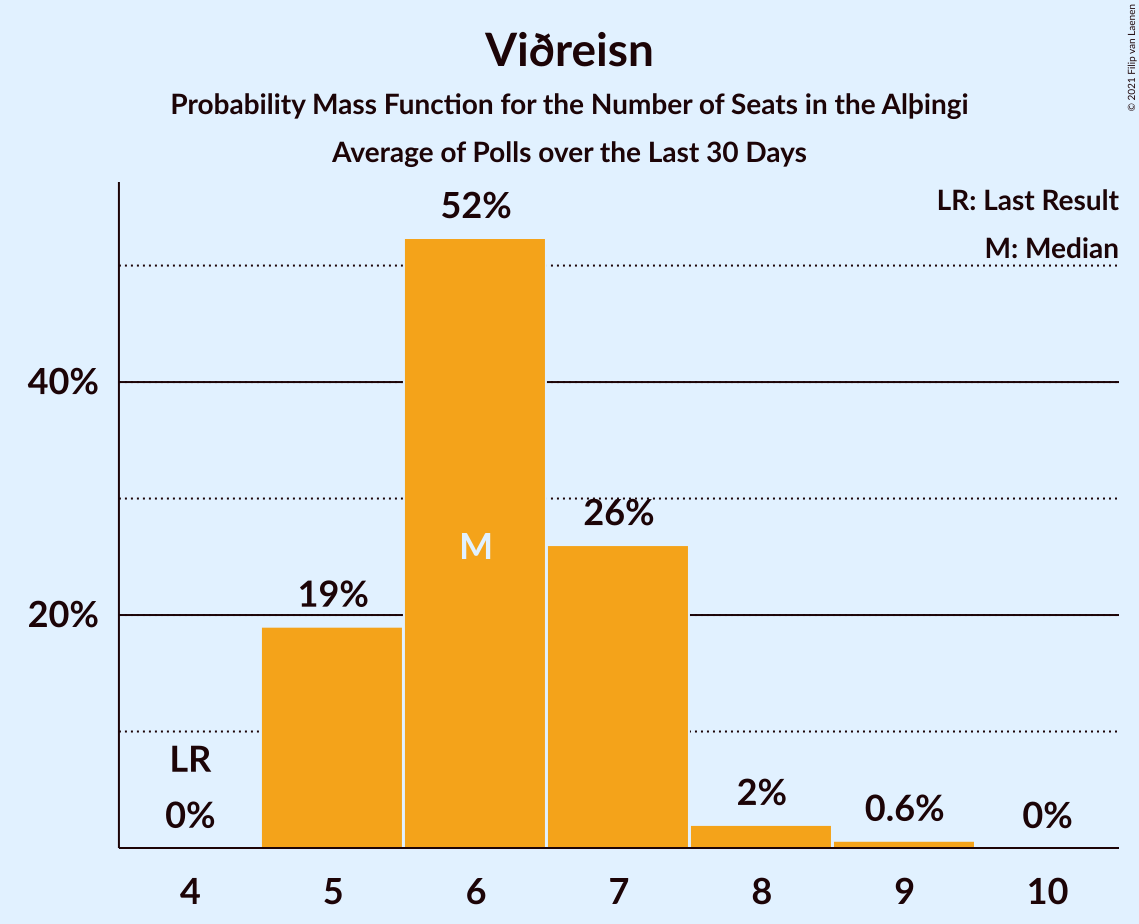 Viðreisn
Probability Mass Function for the Number of Seats in the Alþingi
Average of Polls over the Last 30 Days
© 2021 Filip van Laenen
LR: Last Result
M: Median
52%
40%
26%
M
19%
20%
LR
0%
2%
0.6%
0%
4 5 6 7 8 9 10